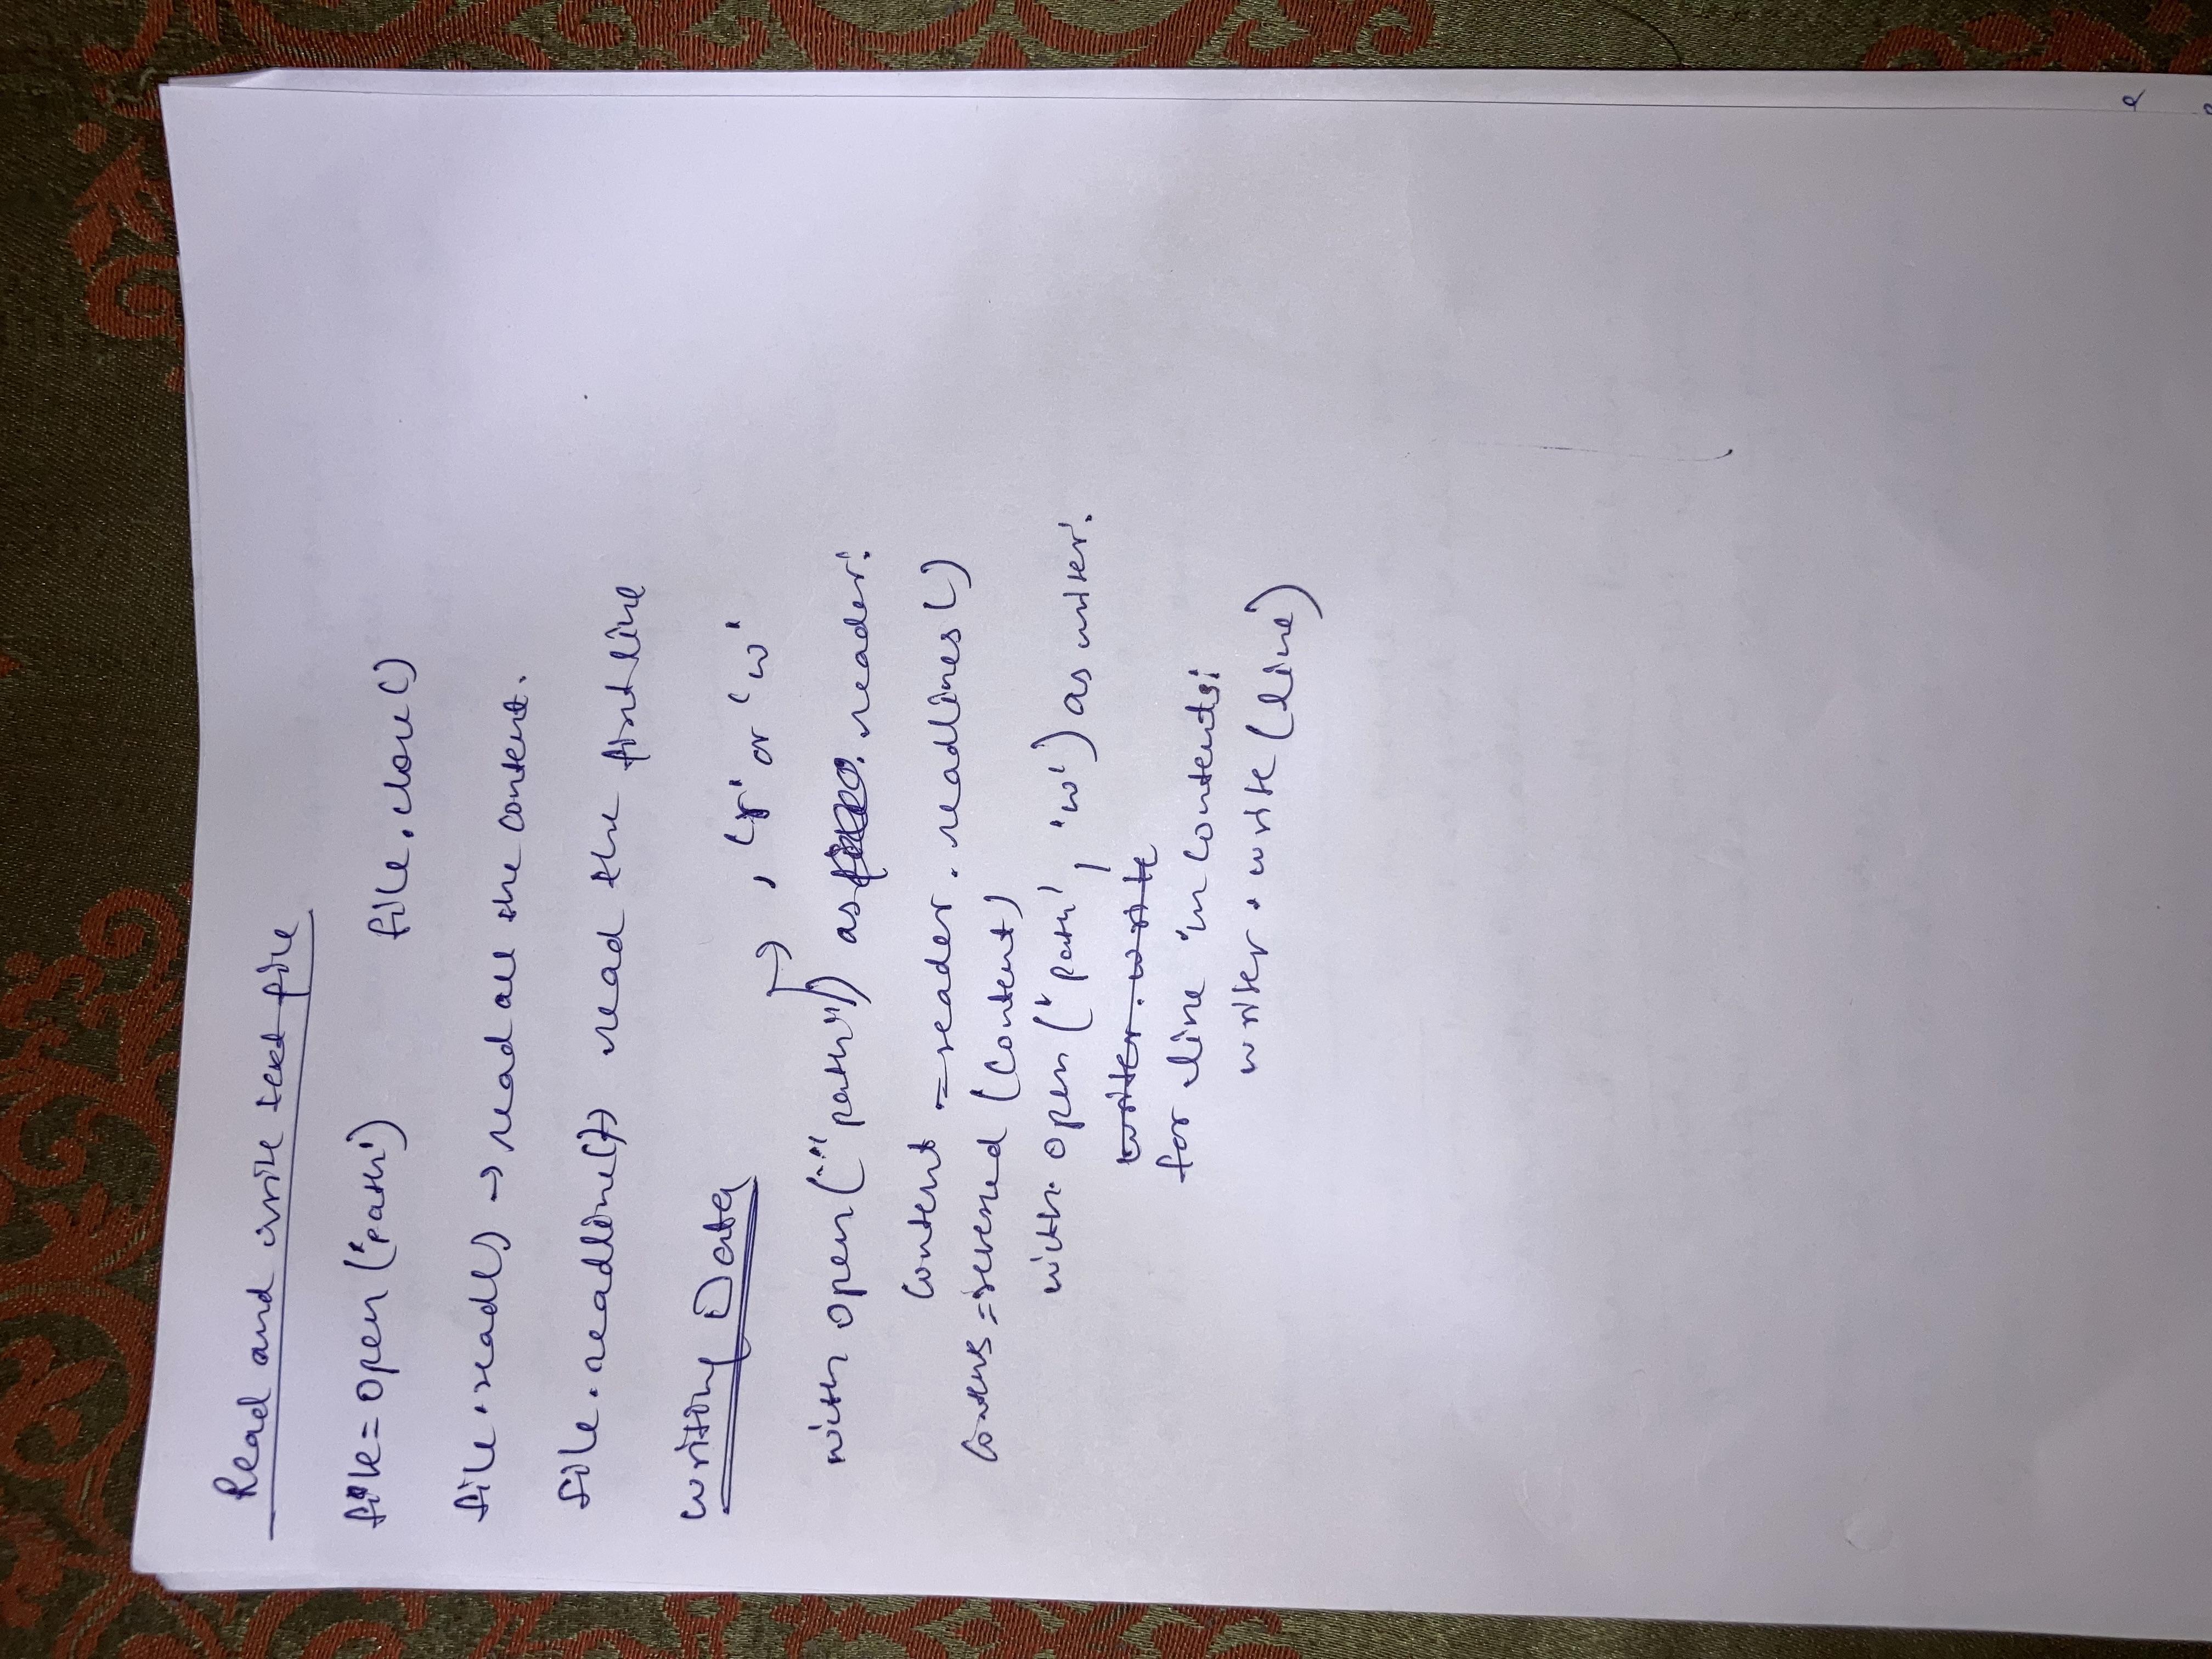 Read and write text file
file = open ('path') file.close()
file.read() → read all the content.
file.readline() → read the first line
Writing Data
→ , 'r' or 'w'
with open ("path") as reader:
content = reader.readlines()
Contents = reversed (Content)
with open ('path', 'w') as writer:
writer.write
for line in contents:
writer.write (line)